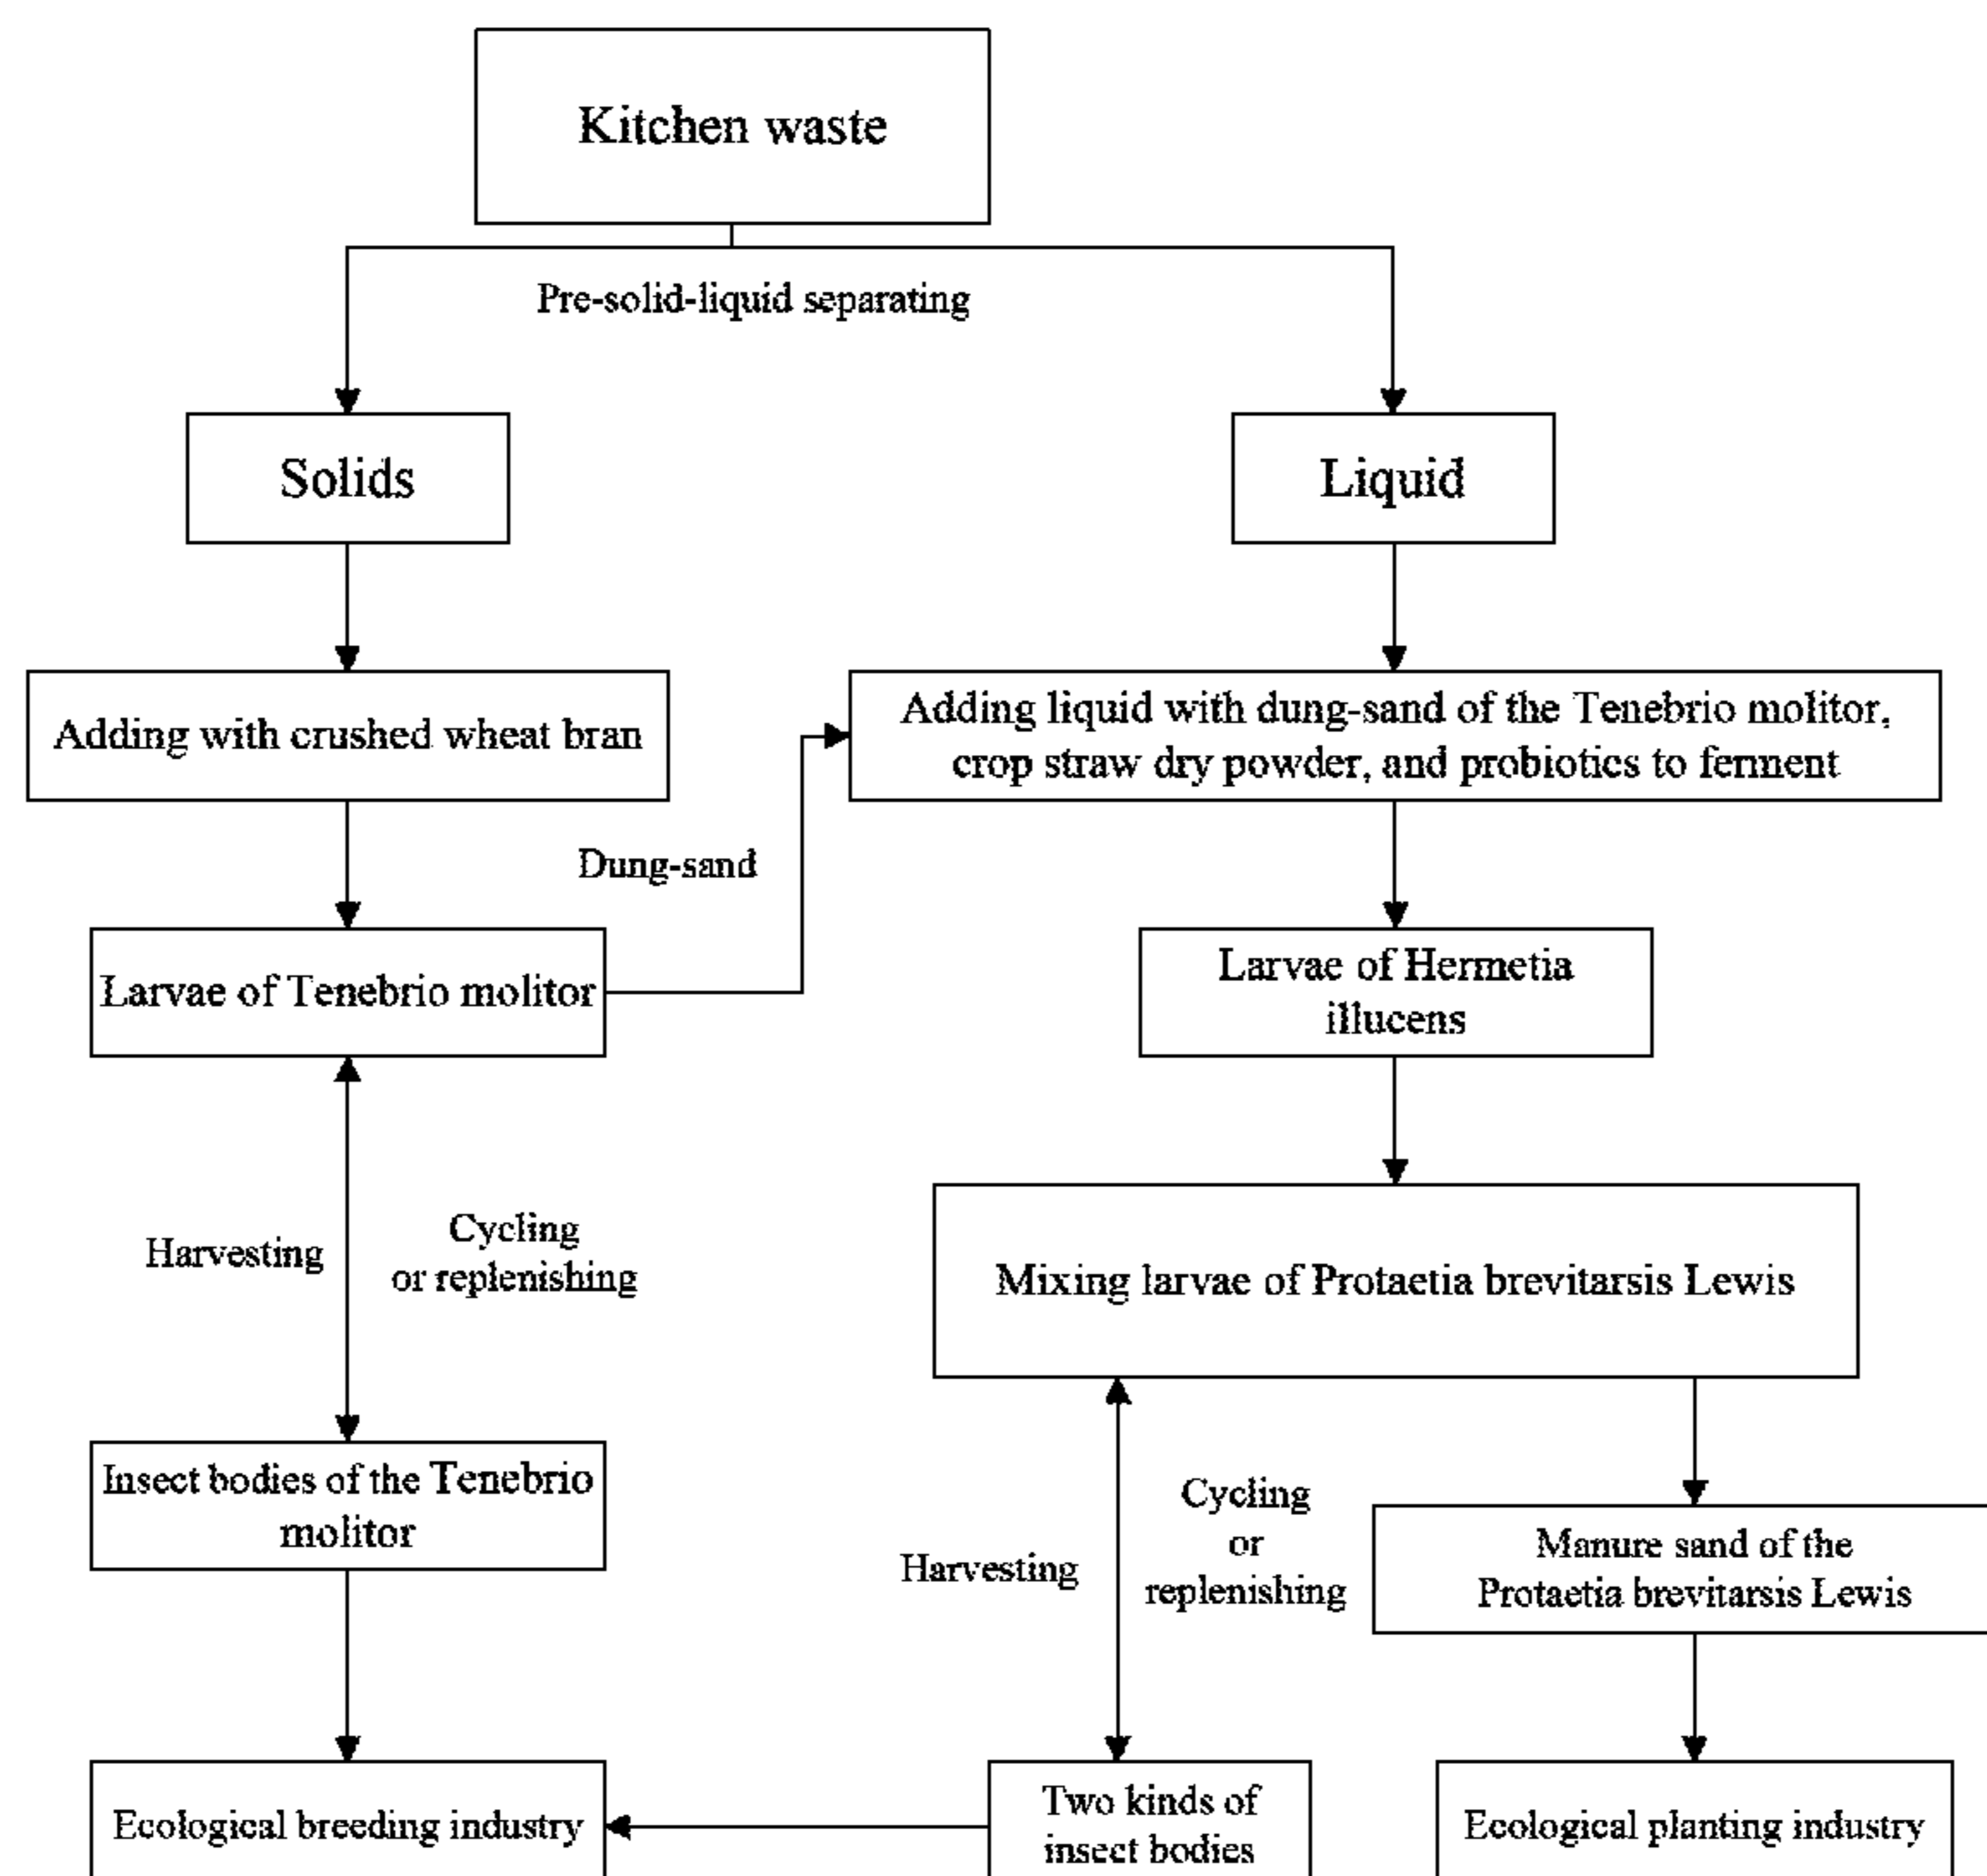 Kitchen waste
Pre-solid-liquid separating
Solids
Liquid
Adding with crushed wheat bran
Adding liquid with dung-sand of the Tenebrio molitor,
crop straw dry powder, and probiotics to ferment
Dung-sand
Larvae of Tenebrio molitor
Larvae of Hermetia
illucens
Harvesting
Cycling
or replenishing
Mixing larvae of Protaetia brevitarsis Lewis
Insect bodies of the Tenebrio
molitor
Harvesting
Cycling
or
replenishing
Manure sand of the
Protaetia brevitarsis Lewis
Ecological breeding industry
Two kinds of
insect bodies
Ecological planting industry